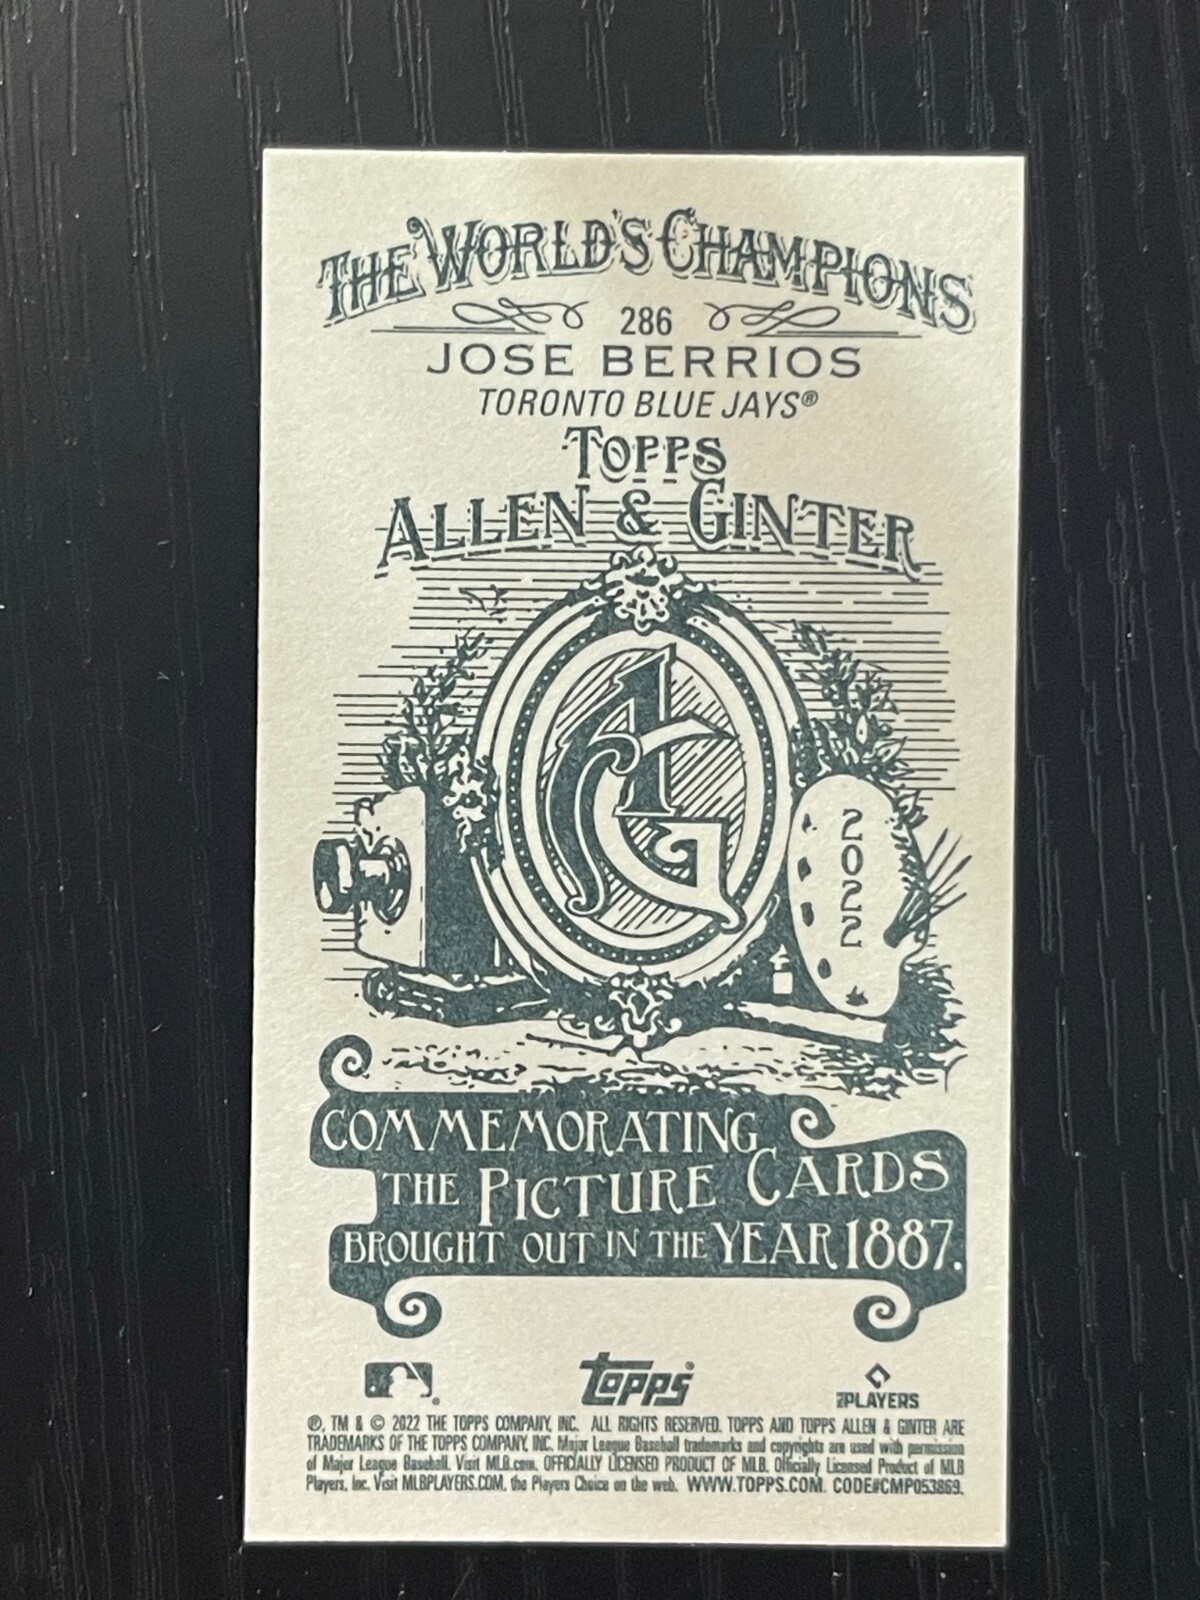 THE WORLD'S CHAMPIONS
286
JOSE BERRIOS
TORONTO BLUE JAYS®
TOPPS
ALLEN & GINTER
AG
2022
COMMEMORATING
THE PICTURE CARDS
BROUGHT OUT IN THE YEAR 1887.
topps
PLAYERS
®, TM & © 2022 THE TOPPS COMPANY, INC. ALL RIGHTS RESERVED. TOPPS AND TOPPS ALLEN & GINTER ARE
TRADEMARKS OF THE TOPPS COMPANY, INC. Major League Baseball trademarks and copyrights are used with permission
of Major League Baseball. Visit MLB.com. OFFICIALLY LICENSED PRODUCT OF MLB. Officially Licensed Product of MLB
Players, Inc. Visit MLBPLAYERS.COM, the Players Choice on the web. WWW.TOPPS.COM. CODE#CMP053869.